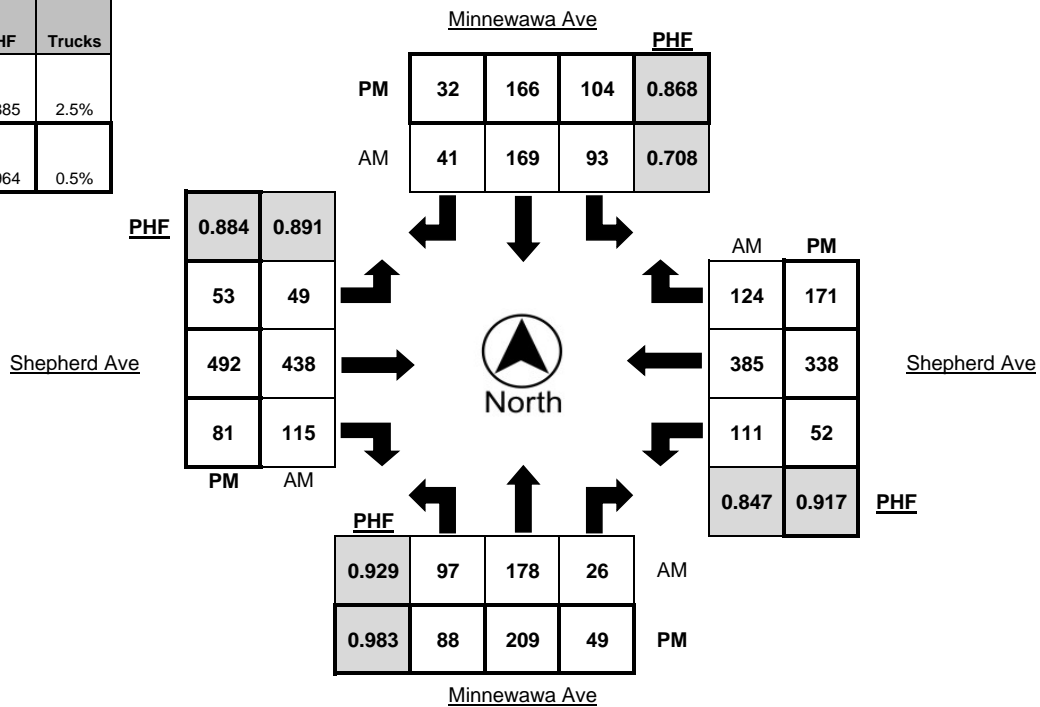 Minnewawa Ave
Trucks
PHF
PM 32 166 104 0.868
2.5%
AM 41 169 93 0.708
0.5%
PHF 0.884 0.891
AM PM
53 49
124 171
Shepherd Ave 492 438
North
385 338 Shepherd Ave
81 115
111 52
PM AM
0.847 0.917 PHF
PHF
0.929 97 178 26 AM
0.983 88 209 49 PM
Minnewawa Ave